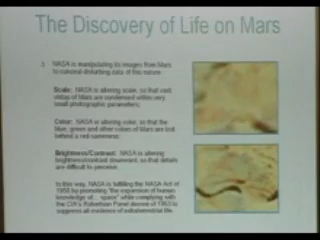 The Discovery of Life on Mars
NASA is manipulating its images from Mars
to conceal disturbing data of this nature.
Scale: NASA is altering scale, so that vast
vistas of Mars are condensed within very
small photographic parameters.
Color: NASA is altering color, so that the
blue, green and other colors of Mars are lost
behind a red sameness.
Brightness/Contrast: NASA is altering
brightness/contrast downward, so that details
are difficult to perceive.
In this way, NASA is fulfilling the NASA Act of
1958 by promoting "the expansion of human
knowledge of... space" while complying with
the CIA's Robertson Panel decree of 1953 to
suppress all evidence of extraterrestrial life.